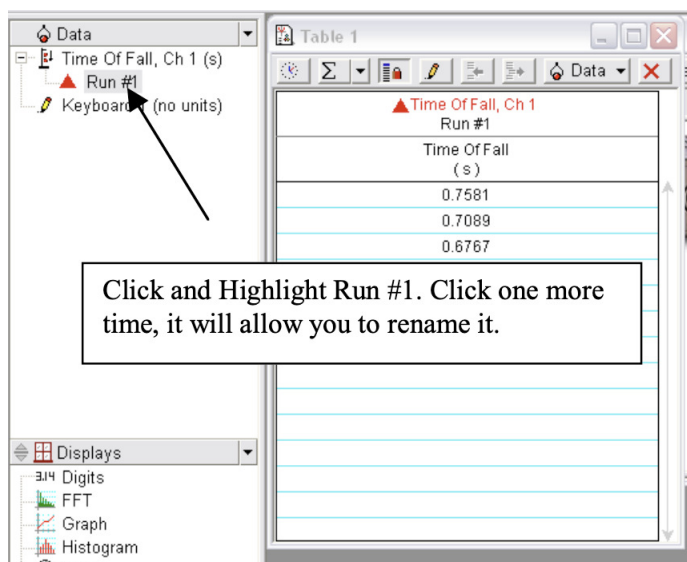 Data
Time Of Fall, Ch 1 (s)
Run #1
Keyboard (no units)
Table 1
Σ
Data
Time Of Fall, Ch 1
Run #1
Time Of Fall
(s)
0.7581
0.7089
0.6767
Click and Highlight Run #1. Click one more
time, it will allow you to rename it.
Displays
3.14 Digits
FFT
Graph
Histogram